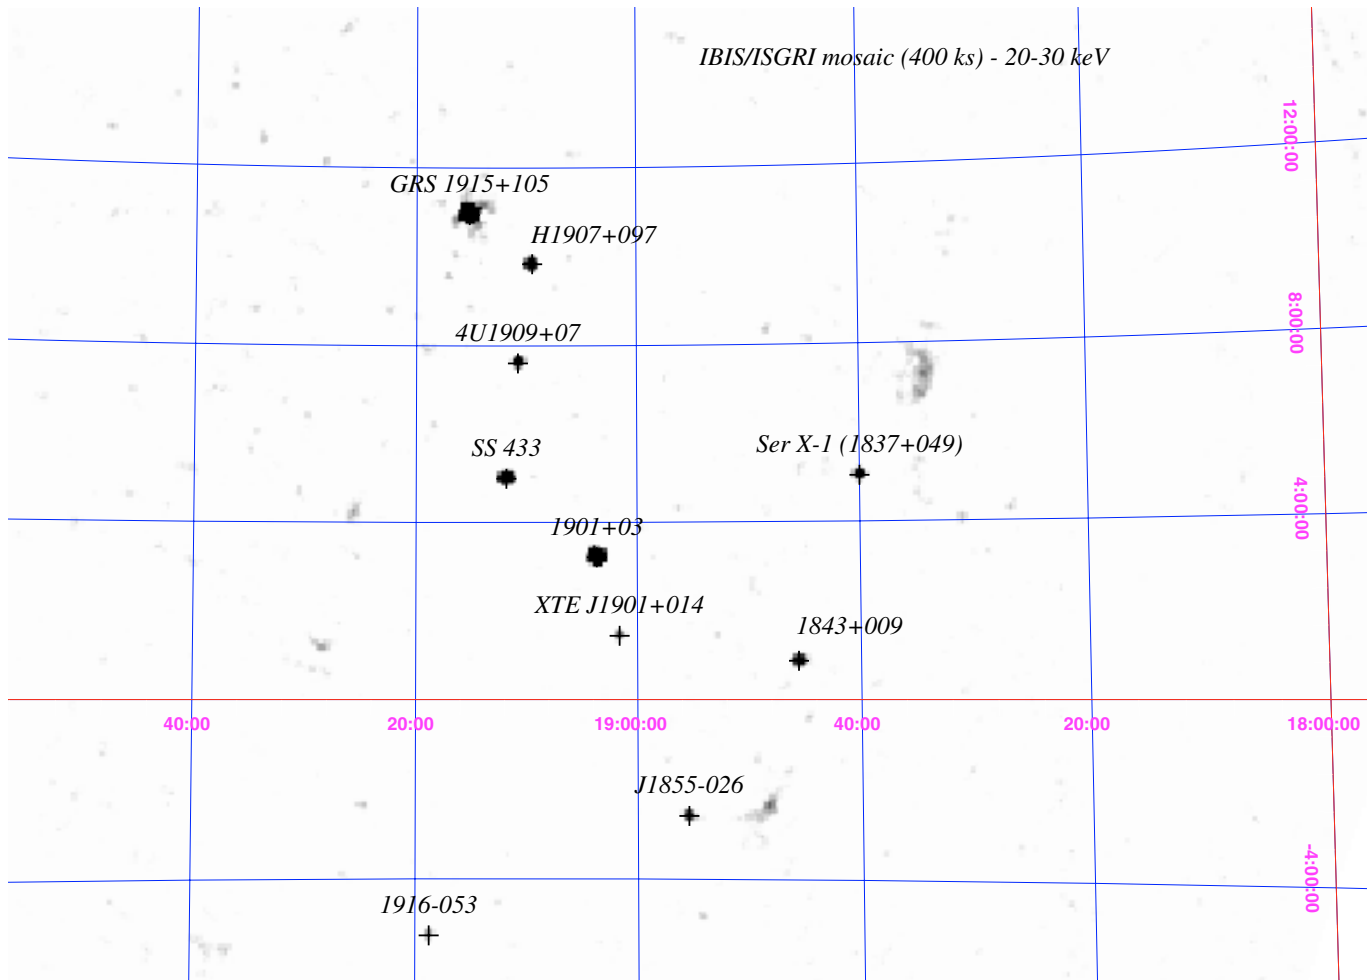 IBIS/ISGRI mosaic (400 ks) - 20-30 keV
12:00:00
GRS 1915+105
H1907+097
8:00:00
4U1909+07
SS 433
Ser X-1 (1837+049)
4:00:00
1901+03
XTE J1901+014
1843+009
40:00
20:00
19:00:00
40:00
20:00
18:00:00
J1855-026
-4:00:00
1916-053